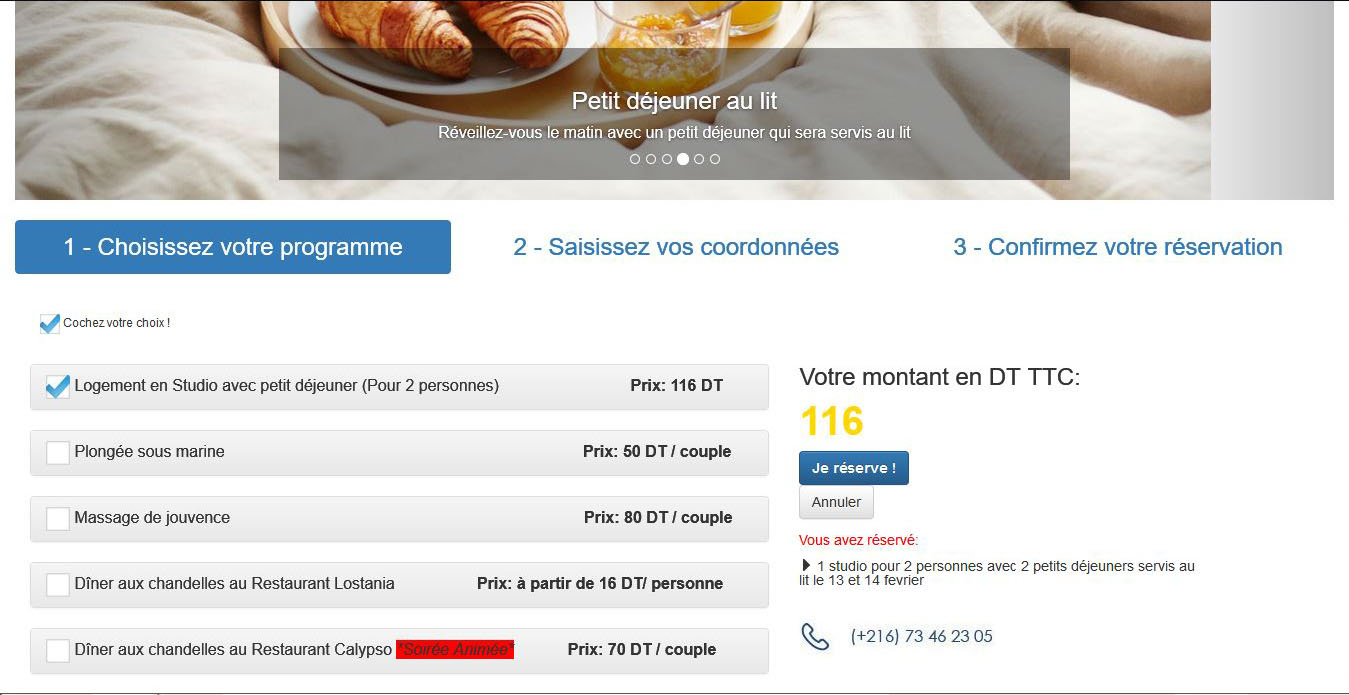 Petit déjeuner au lit
Réveillez-vous le matin avec un petit déjeuner qui sera servis au lit
1 - Choisissez votre programme
2 - Saisissez vos coordonnées
3 - Confirmez votre réservation
Cochez votre choix !
Logement en Studio avec petit déjeuner (Pour 2 personnes) Prix: 116 DT
Plongée sous marine Prix: 50 DT / couple
Massage de jouvence Prix: 80 DT / couple
Dîner aux chandelles au Restaurant Lostania Prix: à partir de 16 DT/ personne
Dîner aux chandelles au Restaurant Calypso "Soirée Animée" Prix: 70 DT / couple
Votre montant en DT TTC:
116
Je réserve !
Annuler
Vous avez réservé:
1 studio pour 2 personnes avec 2 petits déjeuners servis au
lit le 13 et 14 fevrier
(+216) 73 46 23 05